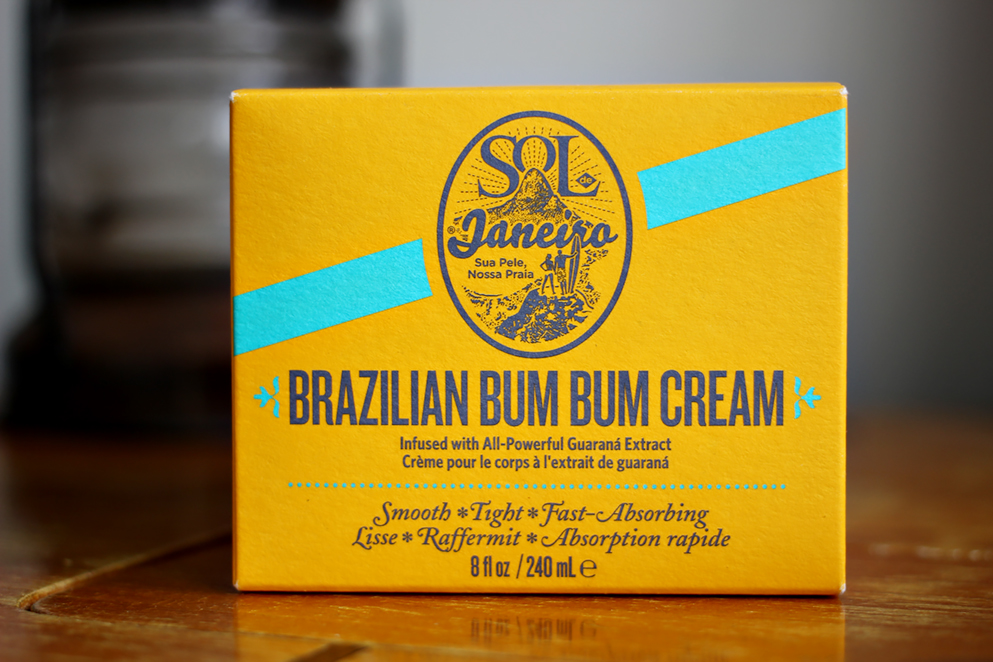 SOL de
Janeiro®
Sua Pele,
Nossa Praia
BRAZILIAN BUM BUM CREAM
Infused with All-Powerful Guaraná Extract
Crème pour le corps à l'extrait de guaraná
Smooth * Tight * Fast-Absorbing
Lisse * Raffermit * Absorption rapide
8 fl oz / 240 mL ℮